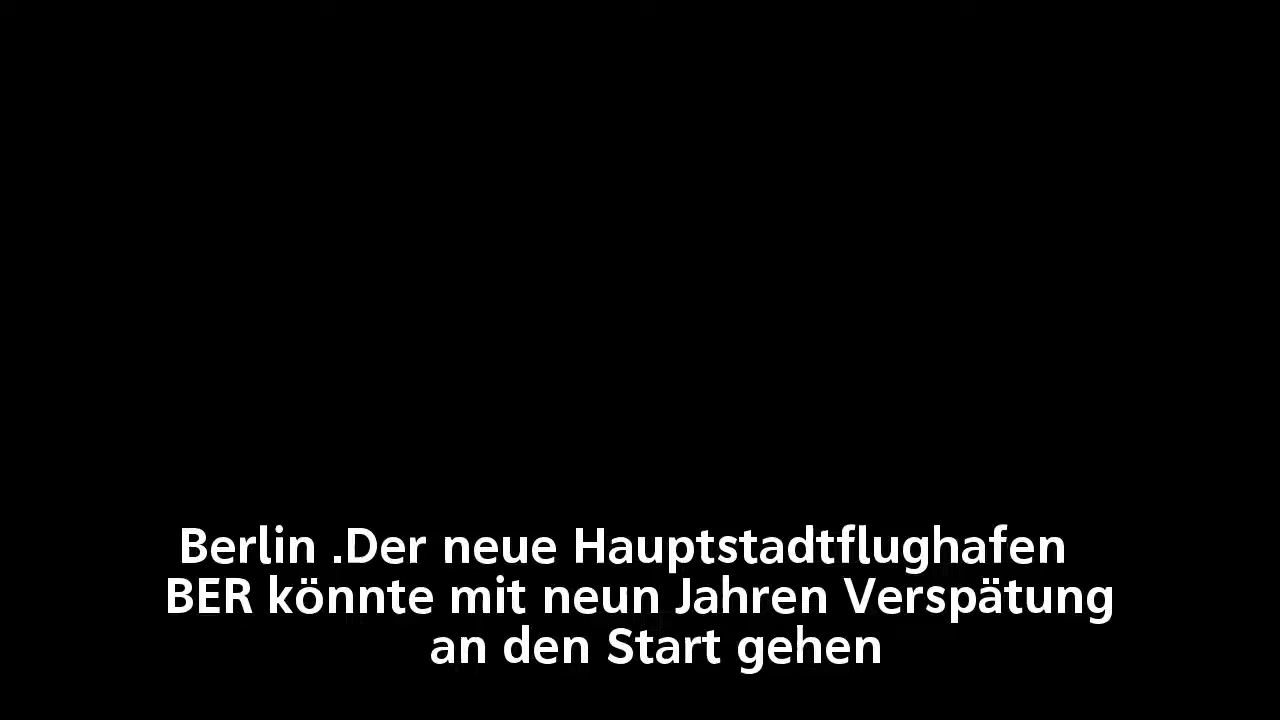 Berlin .Der neue Hauptstadtflughafen
BER könnte mit neun Jahren Verspätung
an den Start gehen